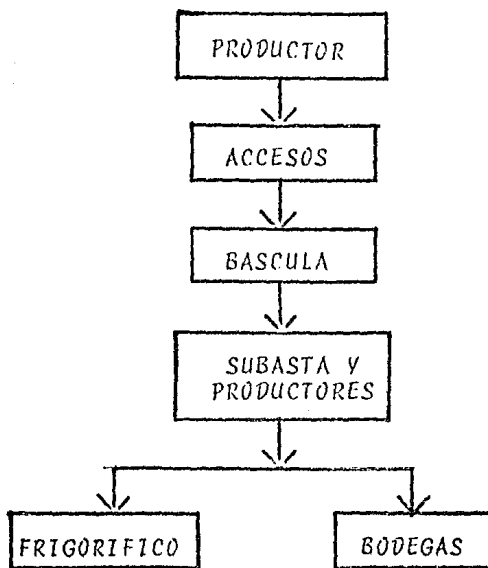 PRODUCTOR
ACCESOS
BASCULA
SUBASTA Y
PRODUCTORES
FRIGORIFICO
BODEGAS